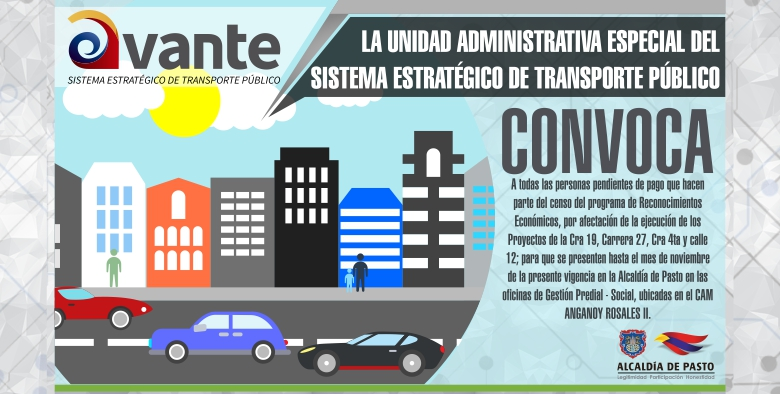 avante
SISTEMA ESTRATÉGICO DE TRANSPORTE PÚBLICO
LA UNIDAD ADMINISTRATIVA ESPECIAL DEL
SISTEMA ESTRATÉGICO DE TRANSPORTE PÚBLICO
CONVOCA
A todas las personas pendientes de pago que hacen
parte del censo del programa de Reconocimientos
Económicos, por afectación de la ejecución de los
Proyectos de la Cra 19, Carrera 27, Cra 4ta y calle
12; para que se presenten hasta el mes de noviembre
de la presente vigencia en la Alcaldía de Pasto en las
oficinas de Gestión Predial - Social, ubicadas en el CAM
ANGANOY ROSALES II.
ALCALDÍA DE PASTO
Legitimidad Participación Honestidad